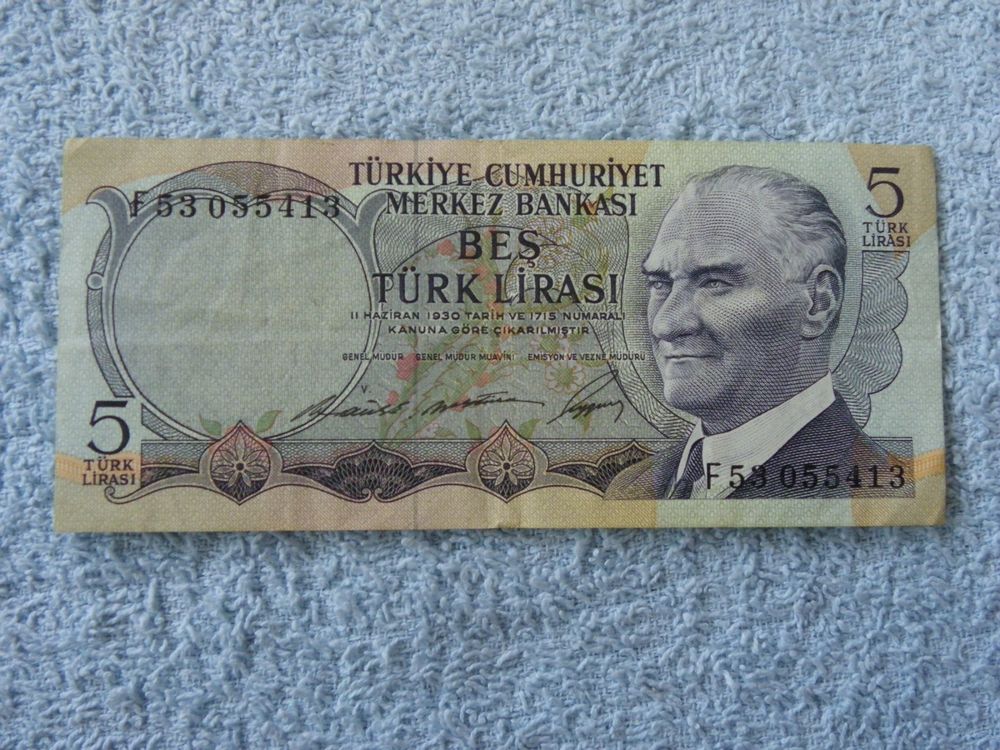 TÜRKİYE CUMHURİYET
MERKEZ BANKASI
F 53 055413
5
TÜRK
LİRASI
BEŞ
TÜRK LİRASI
11 HAZİRAN 1930 TARİH VE 1715 NUMARALI
KANUNA GÖRE ÇIKARILMIŞTIR
GENEL MÜDÜR GENEL MÜDÜR MUAVİNİ EMİSYON VE VEZNE MÜDÜRÜ
V.
5
TÜRK
LİRASI
F 53 055413